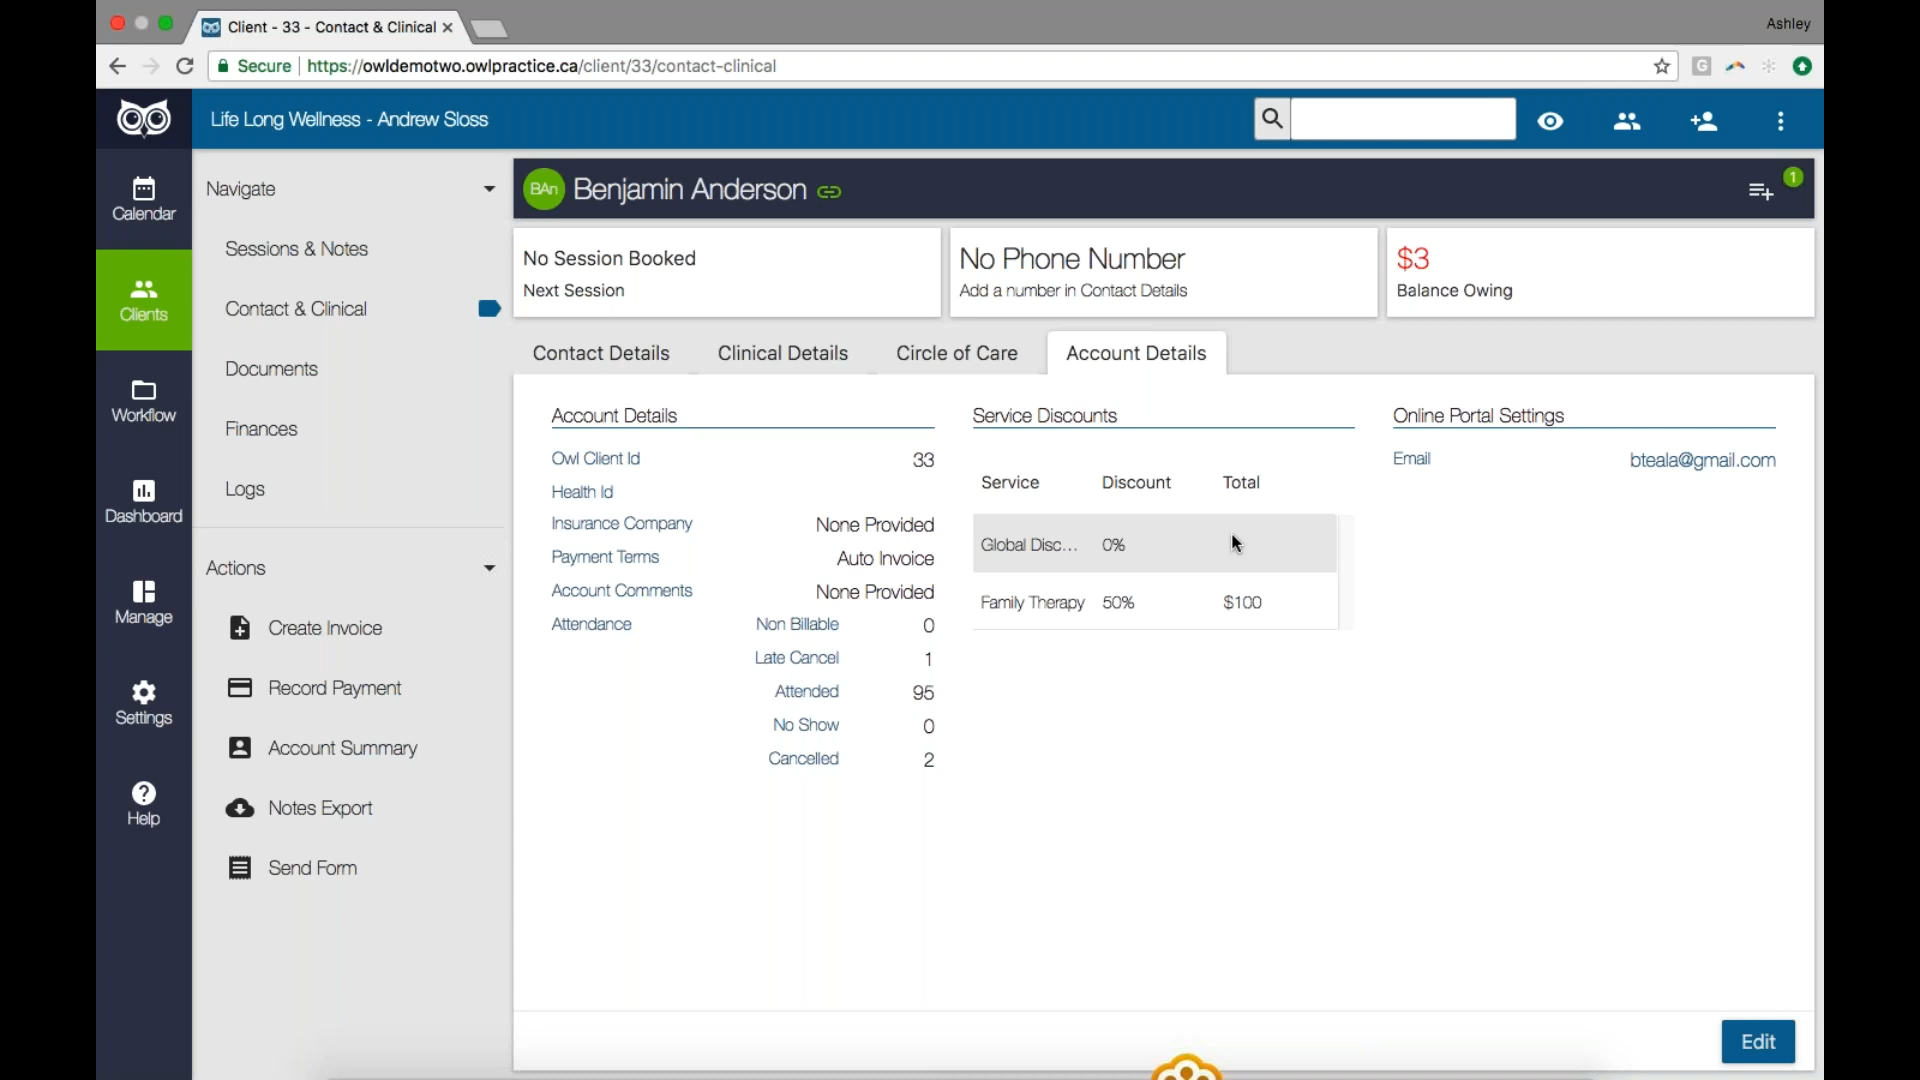 Client - 33 - Contact & Clinical
Ashley
Secure https://owldemotwo.owlpractice.ca/client/33/contact-clinical
G
Life Long Wellness - Andrew Sloss
Calendar
Clients
Workflow
Dashboard
Manage
Settings
Help
Navigate
Sessions & Notes
Contact & Clinical
Documents
Finances
Logs
Actions
Create Invoice
Record Payment
Account Summary
Notes Export
Send Form
BAn Benjamin Anderson
1
No Session Booked
Next Session
No Phone Number
Add a number in Contact Details
$3
Balance Owing
Contact Details Clinical Details Circle of Care Account Details
Account Details
Owl Client Id 33
Health Id
Insurance Company None Provided
Payment Terms Auto Invoice
Account Comments None Provided
Attendance Non Billable 0
Late Cancel 1
Attended 95
No Show 0
Cancelled 2
Service Discounts
Service Discount Total
Global Disc... 0%
Family Therapy 50% $100
Online Portal Settings
Email bteala@gmail.com
Edit